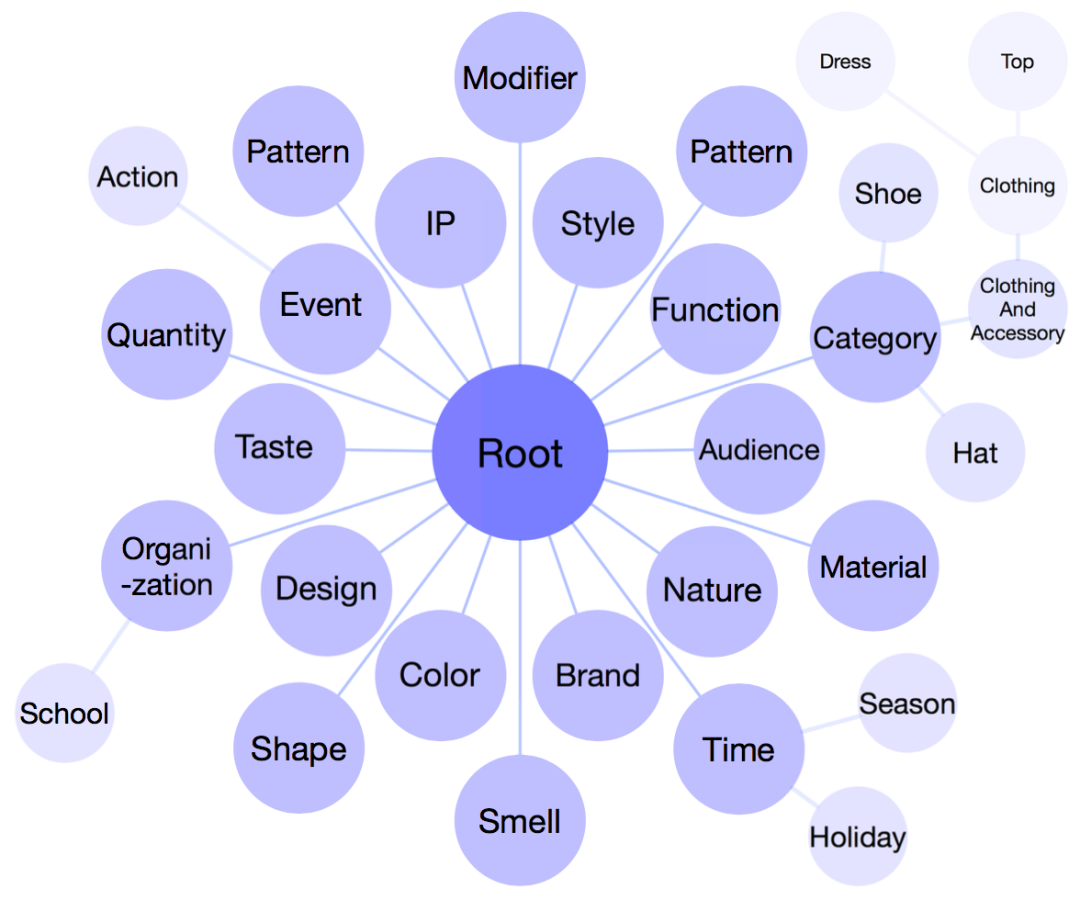 Modifier
Dress
Top
Pattern
Pattern
Action
Shoe
Clothing
IP
Style
Event
Function
Clothing
And
Accessory
Quantity
Category
Taste
Root
Audience
Hat
Organi
-zation
Design
Nature
Material
Color
Brand
School
Season
Shape
Time
Smell
Holiday